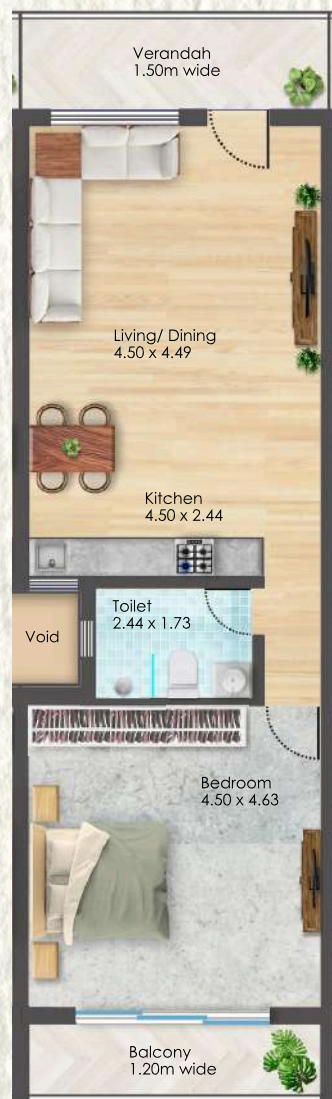 Verandah
1.50m wide
Living/ Dining
4.50 x 4.49
Kitchen
4.50 x 2.44
Toilet
2.44 x 1.73
Void
Bedroom
4.50 x 4.63
Balcony
1.20m wide